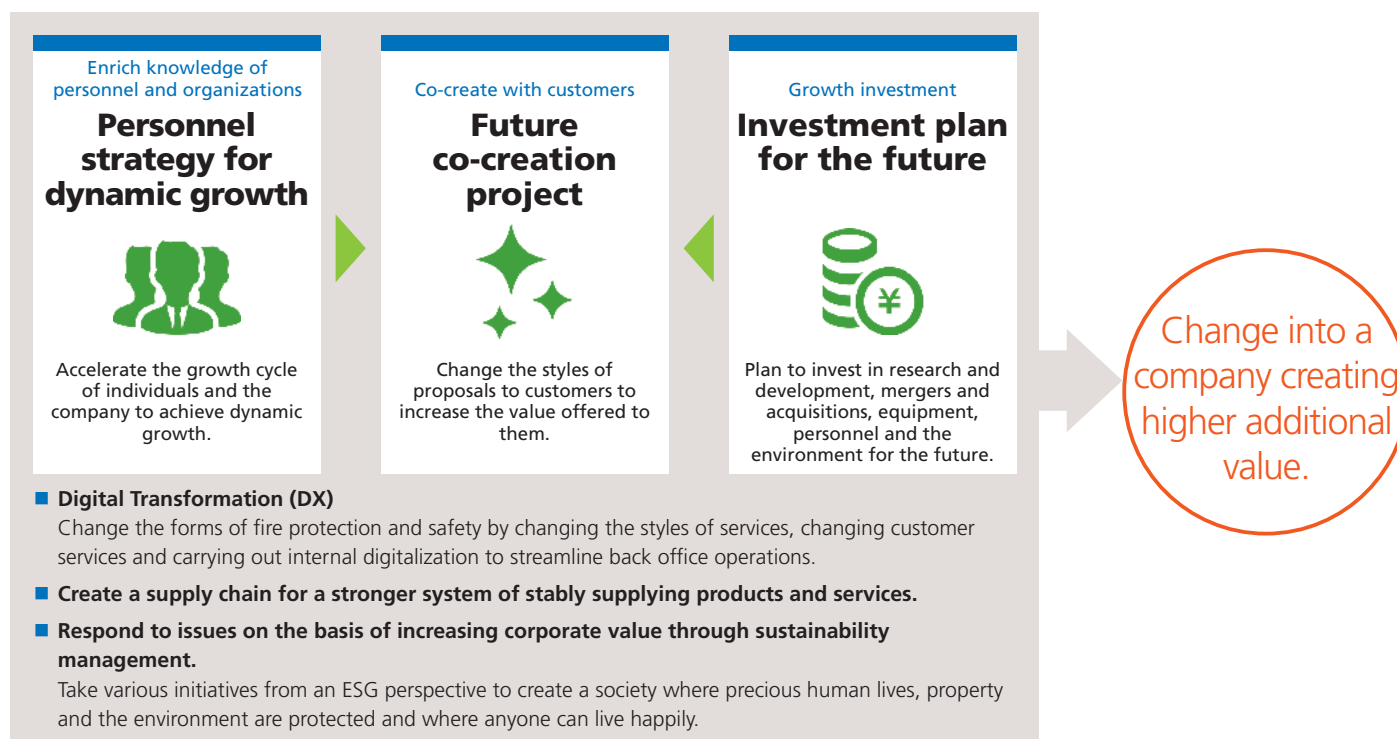 Enrich knowledge of
personnel and organizations
Personnel
strategy for
dynamic growth
Accelerate the growth cycle
of individuals and the
company to achieve dynamic
growth.
Co-create with customers
Future
co-creation
project
Change the styles of
proposals to customers to
increase the value offered to
them.
Growth investment
Investment plan
for the future
¥
Plan to invest in research and
development, mergers and
acquisitions, equipment,
personnel and the
environment for the future.
Digital Transformation (DX)
Change the forms of fire protection and safety by changing the styles of services, changing customer
services and carrying out internal digitalization to streamline back office operations.
Create a supply chain for a stronger system of stably supplying products and services.
Respond to issues on the basis of increasing corporate value through sustainability
management.
Take various initiatives from an ESG perspective to create a society where precious human lives, property
and the environment are protected and where anyone can live happily.
Change into a
company creating
higher additional
value.